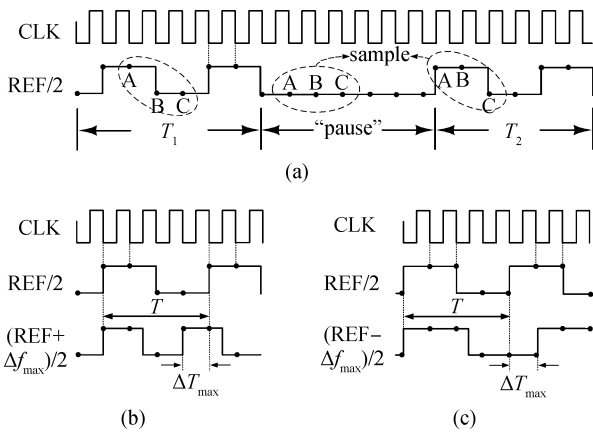 CLK
sample
REF/2
A
B C
A B C
A B
C
T1
“pause”
T2
(a)
CLK
REF/2
T
(REF+
Δfmax)/2
ΔTmax
(b)
CLK
REF/2
T
(REF−
Δfmax)/2
ΔTmax
(c)